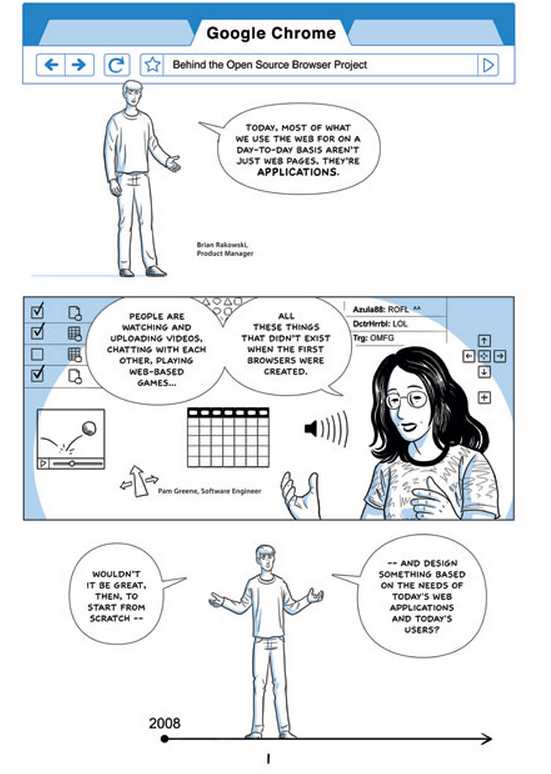 Google Chrome
Behind the Open Source Browser Project
TODAY, MOST OF WHAT
WE USE THE WEB FOR ON A
DAY-TO-DAY BASIS AREN'T
JUST WEB PAGES, THEY'RE
APPLICATIONS.
Brian Rakowski,
Product Manager
PEOPLE ARE
WATCHING AND
UPLOADING VIDEOS,
CHATTING WITH EACH
OTHER, PLAYING
WEB-BASED
GAMES...
ALL
THESE THINGS
THAT DIDN'T EXIST
WHEN THE FIRST
BROWSERS WERE
CREATED.
Azula88: ROFL ^^
DctrHrrbl: LOL
Trg: OMFG
Pam Greene, Software Engineer
WOULDN'T
IT BE GREAT,
THEN, TO
START FROM
SCRATCH --
-- AND DESIGN
SOMETHING BASED
ON THE NEEDS OF
TODAY'S WEB
APPLICATIONS
AND TODAY'S
USERS?
2008
1